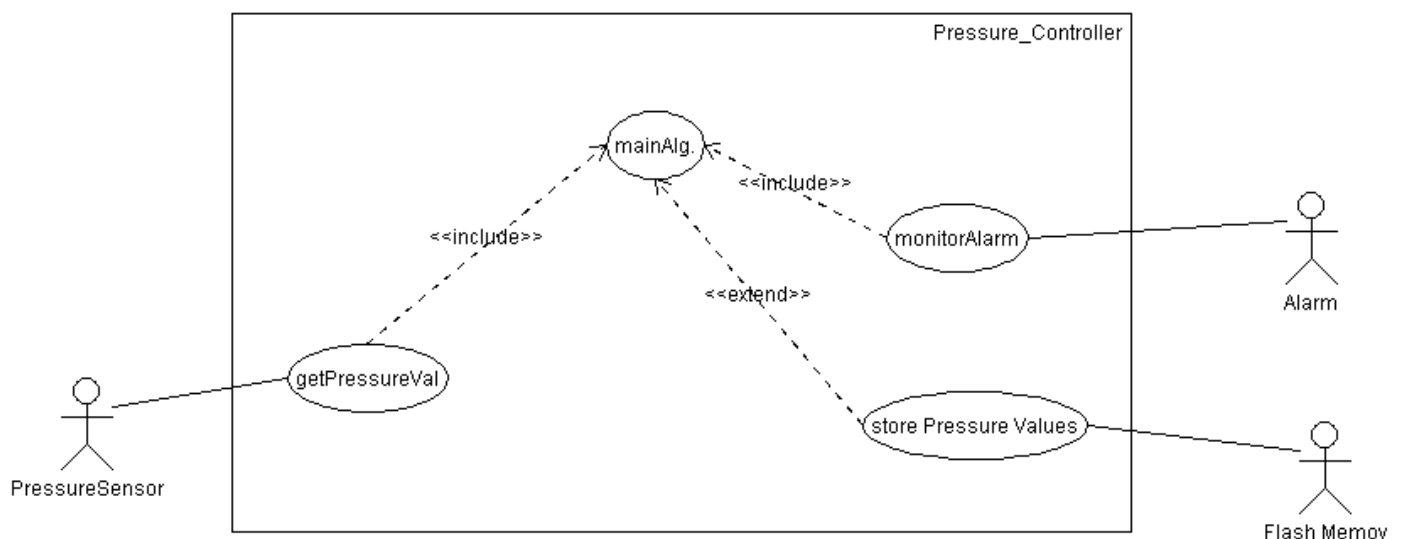 Pressure_Controller
mainAlg.
<<include>>
<<include>>
monitorAlarm
<<extend>>
Alarm
getPressureVal
store Pressure Values
PressureSensor
Flash Memoy